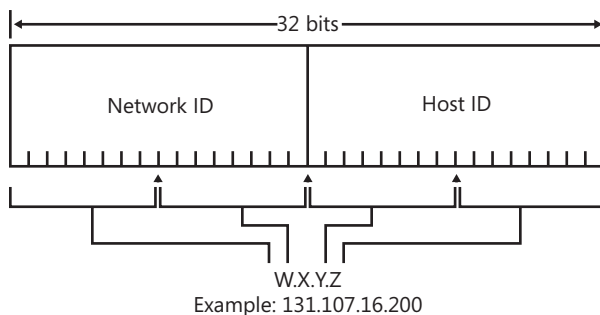 32 bits
Network ID
Host ID
W.X.Y.Z
Example: 131.107.16.200